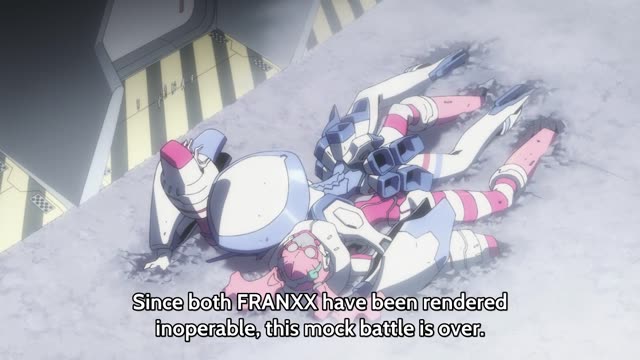 Since both FRANXX have been rendered
inoperable, this mock battle is over.